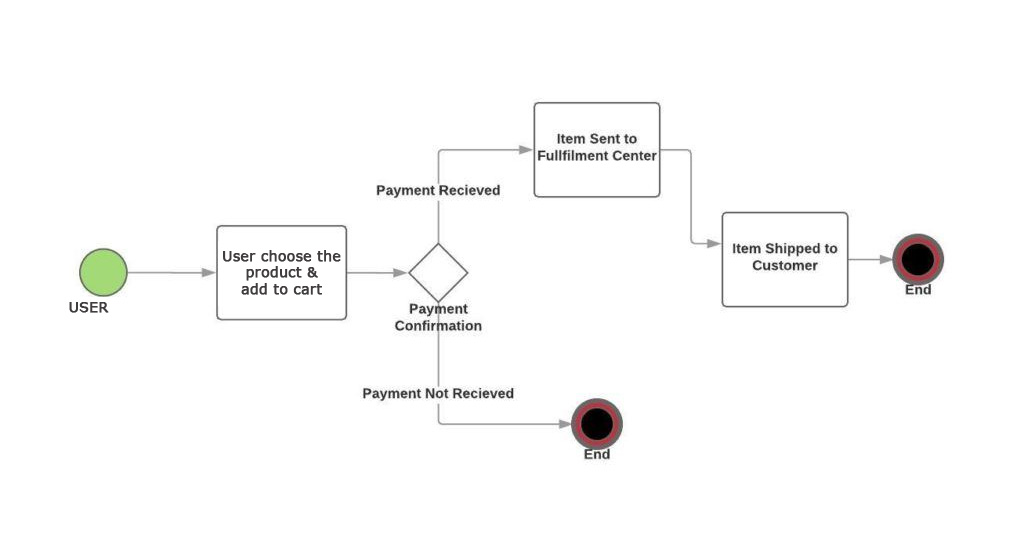 USER
User choose the
product &
add to cart
Payment
Confirmation
Payment Recieved
Item Sent to
Fullfilment Center
Item Shipped to
Customer
End
Payment Not Recieved
End